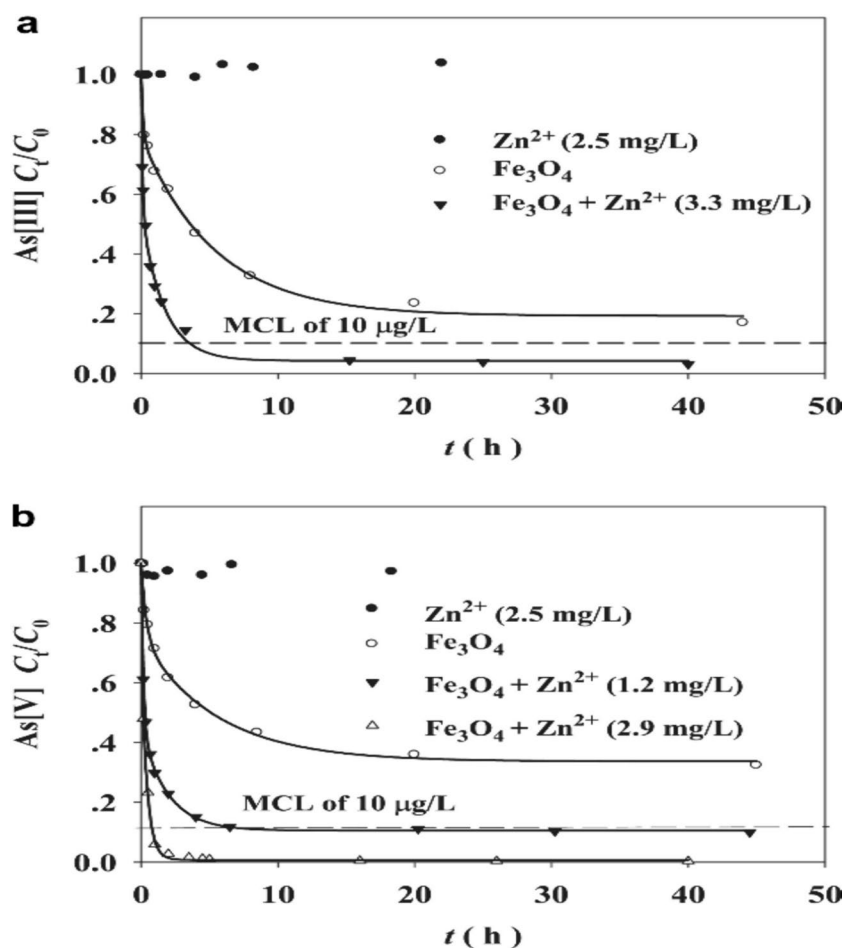 a
1.0
.8
.6
.4
.2
0.0
As[III] Cₜ/C₀
Zn²⁺ (2.5 mg/L)
Fe₃O₄
Fe₃O₄ + Zn²⁺ (3.3 mg/L)
MCL of 10 µg/L
0 10 20 30 40 50
t ( h )
b
1.0
.8
.6
.4
.2
0.0
As[V] Cₜ/C₀
Zn²⁺ (2.5 mg/L)
Fe₃O₄
Fe₃O₄ + Zn²⁺ (1.2 mg/L)
Fe₃O₄ + Zn²⁺ (2.9 mg/L)
MCL of 10 µg/L
0 10 20 30 40 50
t ( h )